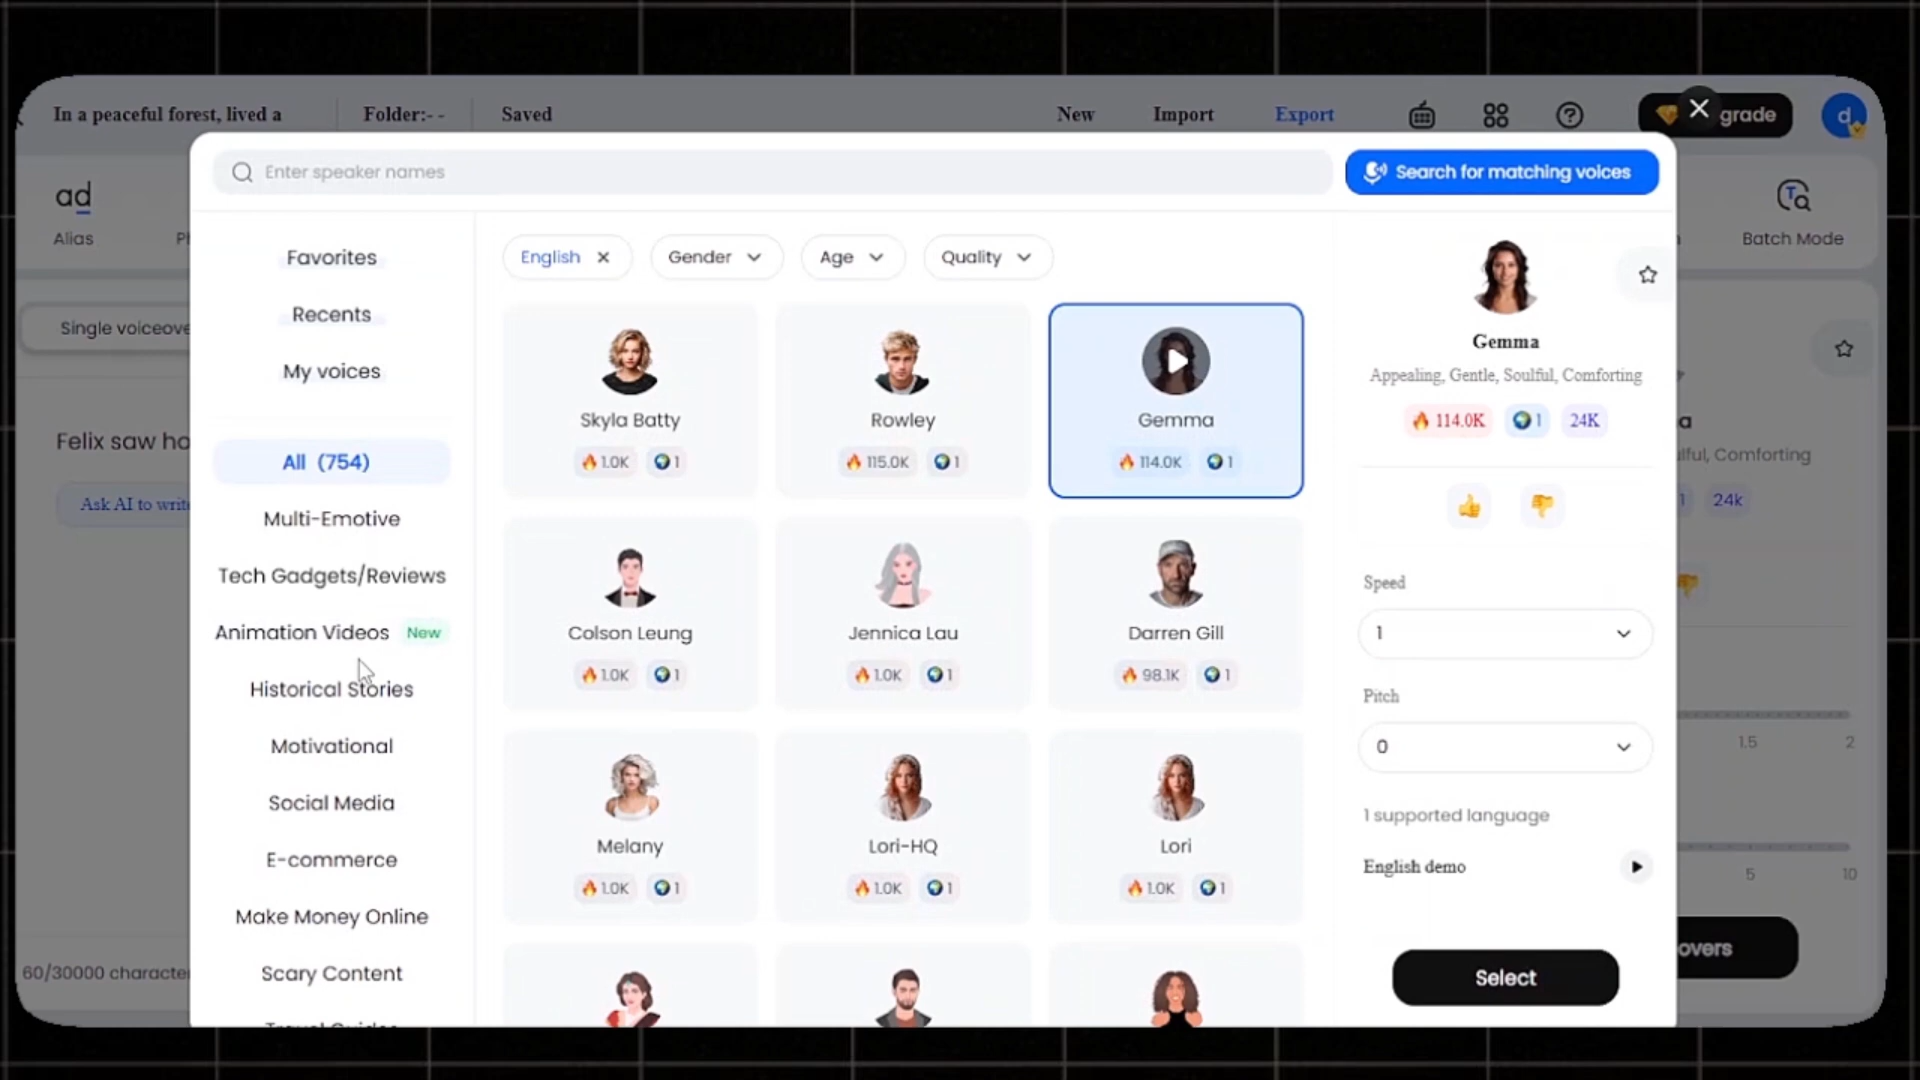 In a peaceful forest, lived a
Folder:- -
Saved
New
Import
Export
grade
d
Enter speaker names
Search for matching voices
ad
Alias
Batch Mode
Favorites
Recents
My voices
English
Gender
Age
Quality
Single voiceove
Felix saw ho
Ask AI to write
All (754)
Multi-Emotive
Tech Gadgets/Reviews
Animation Videos New
Historical Stories
Motivational
Social Media
E-commerce
Make Money Online
Scary Content
60/30000 character
Skyla Batty
1.0K 1
Rowley
115.0K 1
Gemma
114.0K 1
Colson Leung
1.0K 1
Jennica Lau
1.0K 1
Darren Gill
98.1K 1
Melany
1.0K 1
Lori-HQ
1.0K 1
Lori
1.0K 1
Gemma
Appealing, Gentle, Soulful, Comforting
114.0K 1 24K
Speed
1
Pitch
0
1 supported language
English demo
Select
a
lful, Comforting
1 24k
1.5 2
5 10
overs